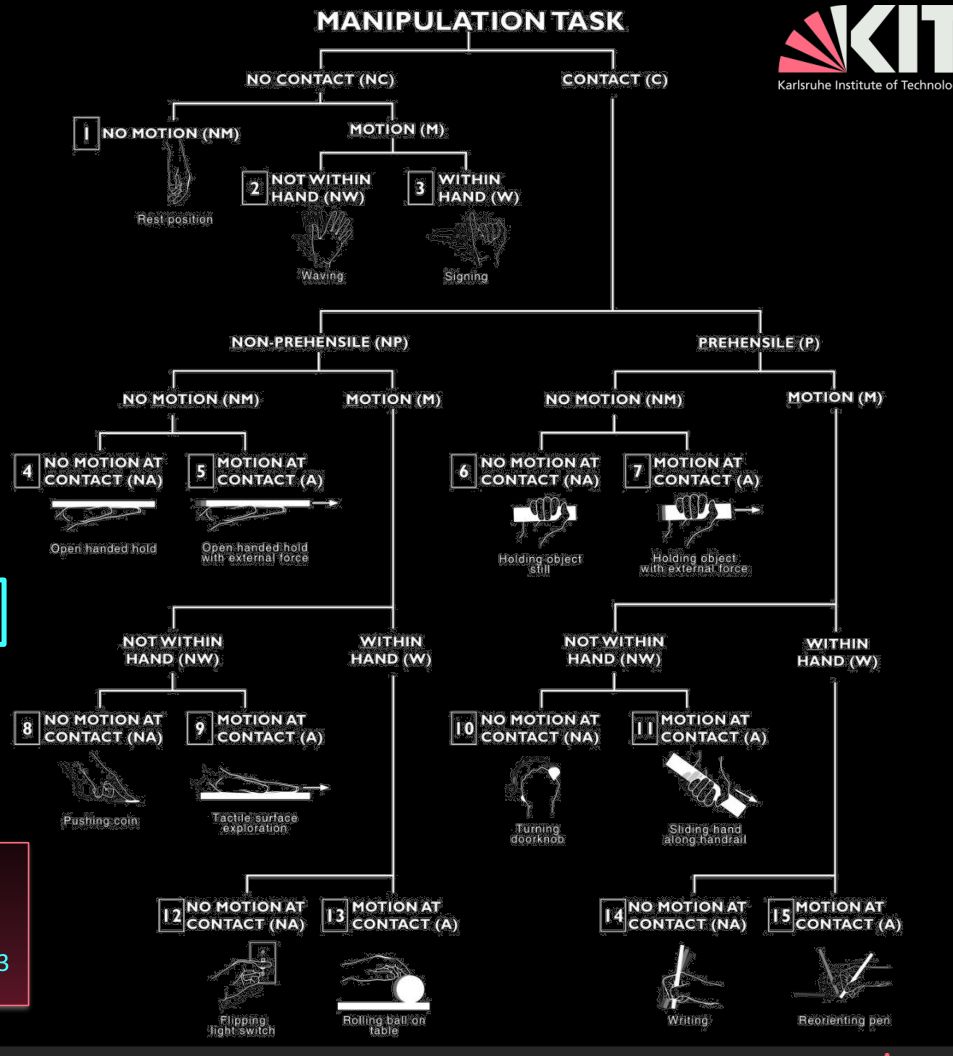 MANIPULATION TASK
KIT
Karlsruhe Institute of Technolo
NO CONTACT (NC)
CONTACT (C)
1 NO MOTION (NM)
MOTION (M)
Rest position
2 NOT WITHIN
HAND (NW)
3 WITHIN
HAND (W)
Waving
Signing
NON-PREHENSILE (NP)
PREHENSILE (P)
NO MOTION (NM)
MOTION (M)
NO MOTION (NM)
MOTION (M)
4 NO MOTION AT
CONTACT (NA)
5 MOTION AT
CONTACT (A)
6 NO MOTION AT
CONTACT (NA)
7 MOTION AT
CONTACT (A)
Open handed hold
Open handed hold
with external force
Holding object
still
Holding object
with external force
NOT WITHIN
HAND (NW)
WITHIN
HAND (W)
NOT WITHIN
HAND (NW)
WITHIN
HAND (W)
8 NO MOTION AT
CONTACT (NA)
9 MOTION AT
CONTACT (A)
10 NO MOTION AT
CONTACT (NA)
11 MOTION AT
CONTACT (A)
Pushing coin
Tactile surface
exploration
Turning
doorknob
Sliding hand
along handrail
12 NO MOTION AT
CONTACT (NA)
13 MOTION AT
CONTACT (A)
14 NO MOTION AT
CONTACT (NA)
15 MOTION AT
CONTACT (A)
3
Flipping
light switch
Rolling ball on
table
Writing
Reorienting pen